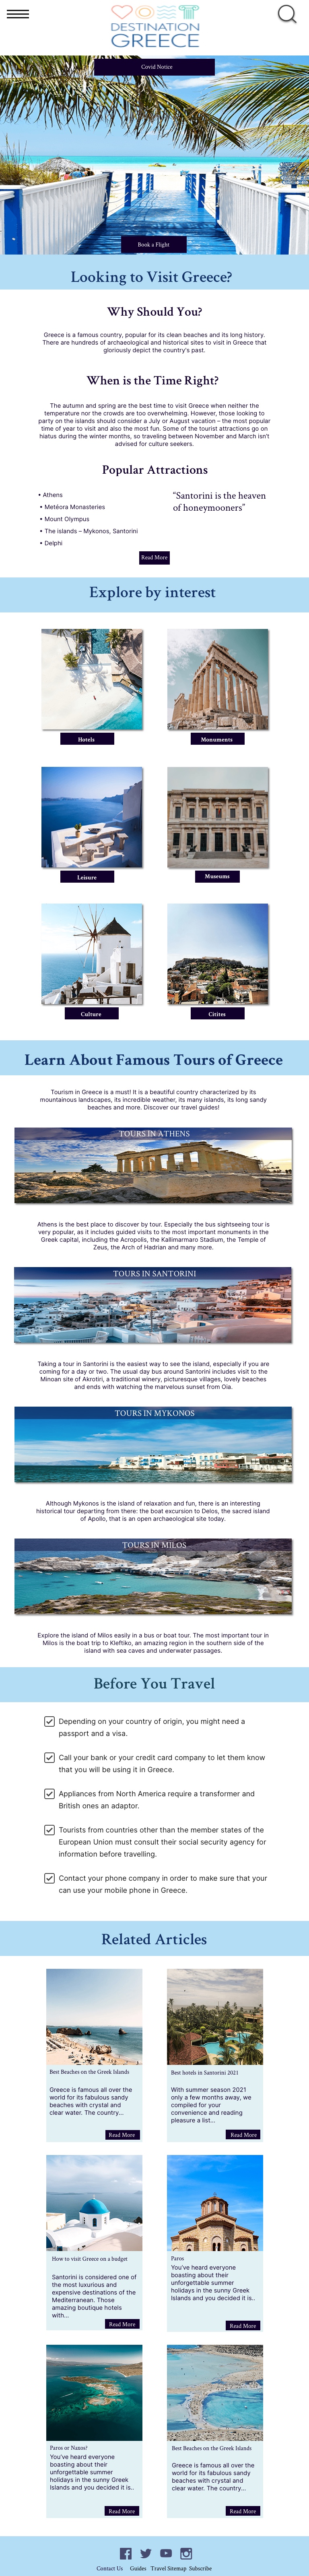 DESTINATION
GREECE
Covid Notice
Book a Flight
Looking to Visit Greece?
Why Should You?
Greece is a famous country, popular for its clean beaches and its long history.
There are hundreds of archaeological and historical sites to visit in Greece that
gloriously depict the country's past.
When is the Time Right?
The autumn and spring are the best time to visit Greece when neither the
temperature nor the crowds are too overwhelming. However, those looking to
party on the islands should consider a July or August vacation – the most popular
time of year to visit and also the most fun. Some of the tourist attractions go on
hiatus during the winter months, so traveling between November and March isn't
advised for culture seekers.
Popular Attractions
• Athens
• Metéora Monasteries
• Mount Olympus
• The islands – Mykonos, Santorini
• Delphi
"Santorini is the heaven
of honeymooners"
Read More
Explore by interest
Hotels
Monuments
Leisure
Museums
Culture
Citites
Learn About Famous Tours of Greece
Tourism in Greece is a must! It is a beautiful country characterized by its
mountainous landscapes, its incredible weather, its many islands, its long sandy
beaches and more. Discover our travel guides!
TOURS IN ATHENS
Athens is the best place to discover by tour. Especially the bus sightseeing tour is
very popular, as it includes guided visits to the most important monuments in the
Greek capital, including the Acropolis, the Kallimarmaro Stadium, the Temple of
Zeus, the Arch of Hadrian and many more.
TOURS IN SANTORINI
Taking a tour in Santorini is the easiest way to see the island, especially if you are
coming for a day or two. The usual day bus around Santorini includes visit to the
Minoan site of Akrotiri, a traditional winery, picturesque villages, lovely beaches
and ends with watching the marvelous sunset from Oia.
TOURS IN MYKONOS
Although Mykonos is the island of relaxation and fun, there is an interesting
historical tour departing from there: the boat excursion to Delos, the sacred island
of Apollo, that is an open archaeological site today.
TOURS IN MILOS
Explore the island of Milos easily in a bus or boat tour. The most important tour in
Milos is the boat trip to Kleftiko, an amazing region in the southern side of the
island with sea caves and underwater passages.
Before You Travel
Depending on your country of origin, you might need a
passport and a visa.
Call your bank or your credit card company to let them know
that you will be using it in Greece.
Appliances from North America require a transformer and
British ones an adaptor.
Tourists from countries other than the member states of the
European Union must consult their social security agency for
information before travelling.
Contact your phone company in order to make sure that your
can use your mobile phone in Greece.
Related Articles
Best Beaches on the Greek Islands
Greece is famous all over the
world for its fabulous sandy
beaches with crystal and
clear water. The country...
Read More
Best hotels in Santorini 2021
With summer season 2021
only a few months away, we
compiled for your
convenience and reading
pleasure a list...
Read More
How to visit Greece on a budget
Santorini is considered one of
the most luxurious and
expensive destinations of the
Mediterranean. Those
amazing boutique hotels
with...
Read More
Paros
You've heard everyone
boasting about their
unforgettable summer
holidays in the sunny Greek
Islands and you decided it is..
Read More
Paros or Naxos?
You've heard everyone
boasting about their
unforgettable summer
holidays in the sunny Greek
Islands and you decided it is..
Read More
Best Beaches on the Greek Islands
Greece is famous all over the
world for its fabulous sandy
beaches with crystal and
clear water. The country...
Read More
Contact Us Guides Travel Sitemap Subscribe